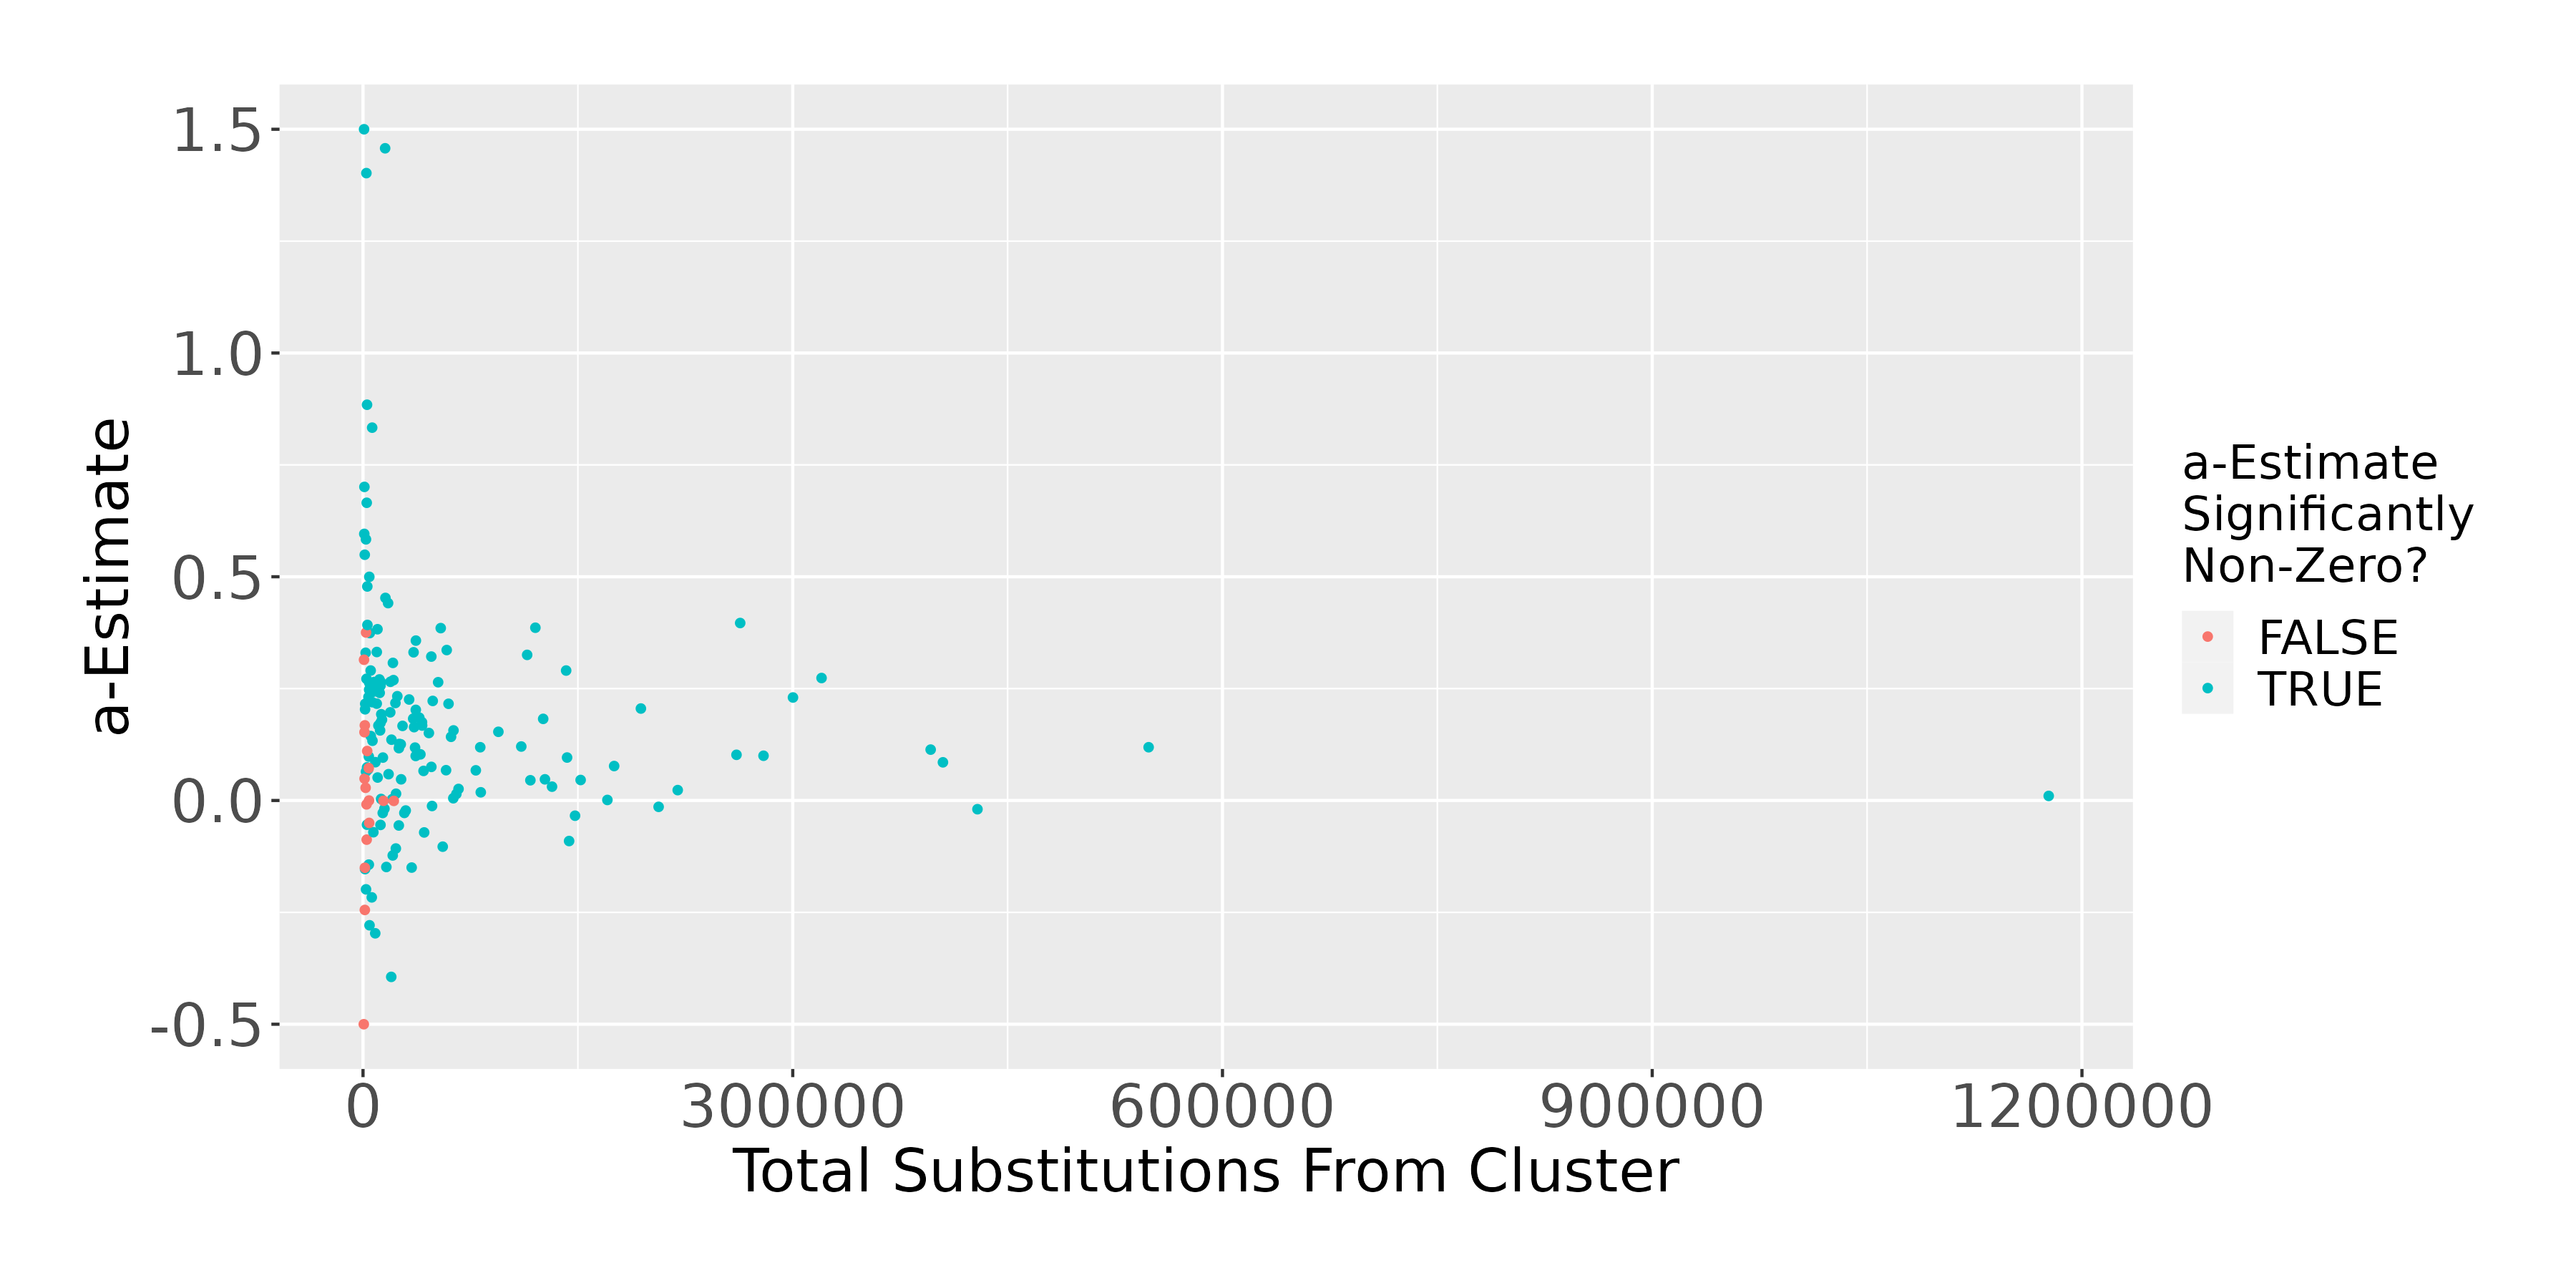 1.5
1.0
0.5
0.0
-0.5
a-Estimate
0 300000 600000 900000 1200000
Total Substitutions From Cluster
a-Estimate
Significantly
Non-Zero?
FALSE
TRUE